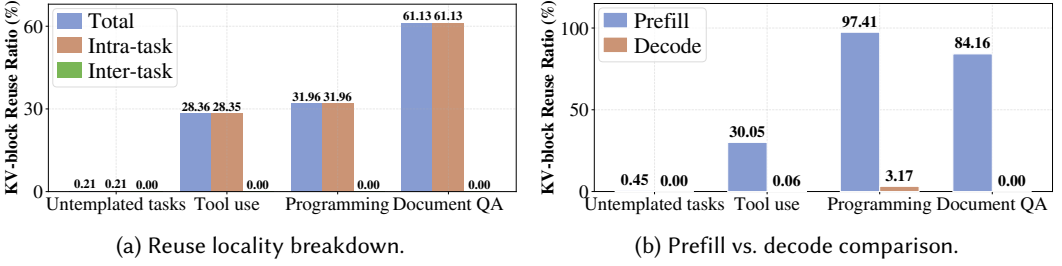 KV-block Reuse Ratio (%)
60
30
0
Total
Intra-task
Inter-task
0.21 0.21 0.00
28.36 28.35 0.00
31.96 31.96 0.00
61.13 61.13 0.00
Untemplated tasks Tool use Programming Document QA
(a) Reuse locality breakdown.
KV-block Reuse Ratio (%)
100
50
0
Prefill
Decode
0.45 0.00
30.05 0.06
97.41 3.17
84.16 0.00
Untemplated tasks Tool use Programming Document QA
(b) Prefill vs. decode comparison.